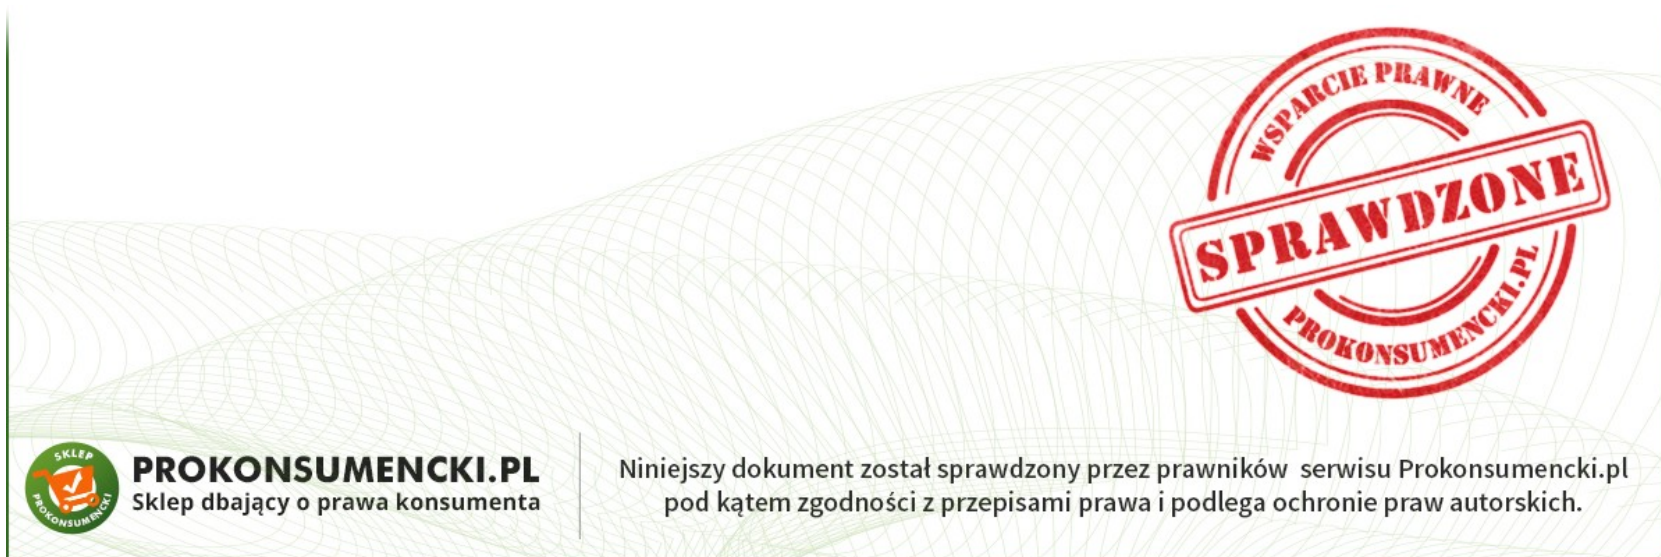 WSPARCIE PRAWNE
SPRAWDZONE
PROKONSUMENCKI.PL
SKLEP
PROKONSUMENCKI
PROKONSUMENCKI.PL
Sklep dbający o prawa konsumenta
Niniejszy dokument został sprawdzony przez prawników serwisu Prokonsumencki.pl
pod kątem zgodności z przepisami prawa i podlega ochronie praw autorskich.